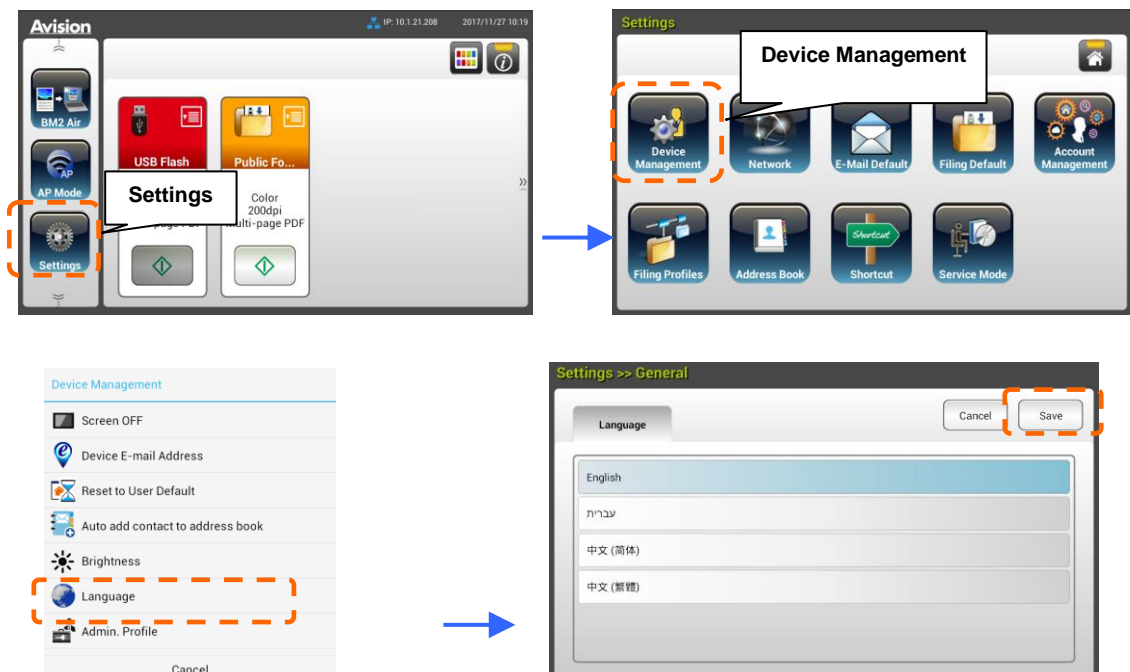 Avision
IP: 10.1.21.208
2017/11/27 10:19
BM2 Air
AP Mode
Settings
USB Flash
Public Fo...
Color
200dpi
Multi-page PDF
Settings
Settings
Device Management
Device
Management
Network
E-Mail Default
Filing Default
Account
Management
Filing Profiles
Address Book
Shortcut
Shortcut
Service Mode
Device Management
Screen OFF
Device E-mail Address
Reset to User Default
Auto add contact to address book
Brightness
Language
Admin. Profile
Cancel
Settings >> General
Language
Cancel
Save
English
עברית
中文 (简体)
中文 (繁體)